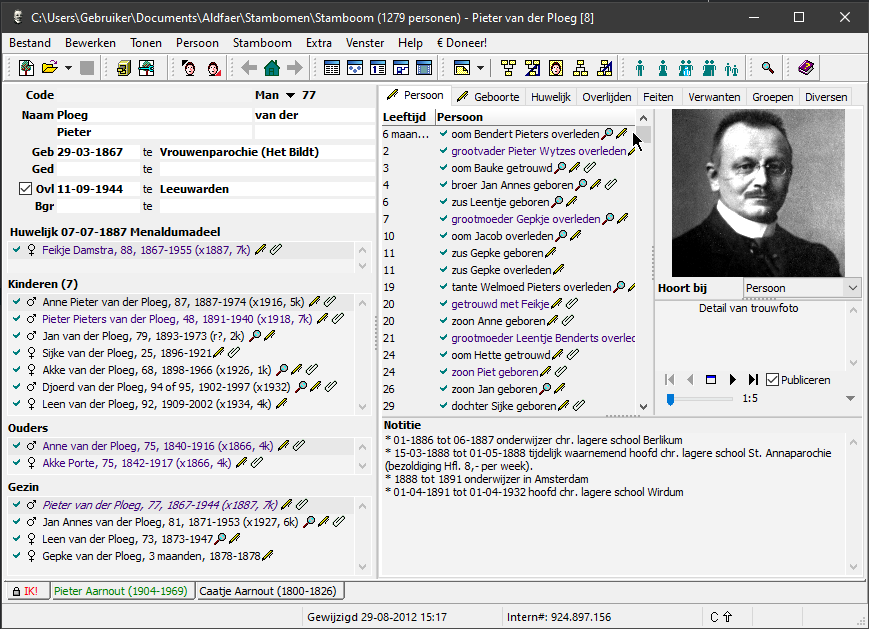 C:\Users\Gebruiker\Documents\Aldfaer\Stambomen\Stamboom (1279 personen) - Pieter van der Ploeg [8]
Bestand Bewerken Tonen Persoon Stamboom Extra Venster Help € Doneer!
Code Man 77
Naam Ploeg van der
Pieter
Geb 29-03-1867 te Vrouwenparochie (Het Bildt)
Ged te
Ovl 11-09-1944 te Leeuwarden
Bgr te
Huwelijk 07-07-1887 Menaldumadeel
Feikje Damstra, 88, 1867-1955 (x1887, 7k)
Kinderen (7)
Anne Pieter van der Ploeg, 87, 1887-1974 (x1916, 5k)
Pieter Pieters van der Ploeg, 48, 1891-1940 (x1918, 7k)
Jan van der Ploeg, 79, 1893-1973 (r?, 2k)
Sijke van der Ploeg, 25, 1896-1921
Akke van der Ploeg, 68, 1898-1966 (x1926, 1k)
Djoerd van der Ploeg, 94 of 95, 1902-1997 (x1932)
Leen van der Ploeg, 92, 1909-2002 (x1934, 4k)
Ouders
Anne van der Ploeg, 75, 1840-1916 (x1866, 4k)
Akke Porte, 75, 1842-1917 (x1866, 4k)
Gezin
Pieter van der Ploeg, 77, 1867-1944 (x1887, 7k)
Jan Annes van der Ploeg, 81, 1871-1953 (x1927, 6k)
Leen van der Ploeg, 73, 1873-1947
Gepke van der Ploeg, 3 maanden, 1878-1878
Persoon Geboorte Huwelijk Overlijden Feiten Verwanten Groepen Diversen
Leeftijd Persoon
6 maan... oom Bendert Pieters overleden
2 grootvader Pieter Wytzes overleden
3 oom Bauke getrouwd
4 broer Jan Annes geboren
6 zus Leentje geboren
7 grootmoeder Gepkje overleden
10 oom Jacob overleden
11 zus Gepke geboren
11 zus Gepke overleden
19 tante Welmoed Pieters overleden
20 getrouwd met Feikje
20 zoon Anne geboren
21 grootmoeder Leentje Benderts overled
24 oom Hette getrouwd
24 zoon Piet geboren
26 zoon Jan geboren
29 dochter Sijke geboren
Hoort bij Persoon
Detail van trouwfoto
Publiceren
1:5
Notitie
* 01-1886 tot 06-1887 onderwijzer chr. lagere school Berlikum
* 15-03-1888 tot 01-05-1888 tijdelijk waarnemend hoofd chr. lagere school St. Annaparochie
(bezoldiging Hfl. 8,- per week).
* 1888 tot 1891 onderwijzer in Amsterdam
* 01-04-1891 tot 01-04-1932 hoofd chr. lagere school Wirdum
IK! Pieter Aarnout (1904-1969) Caatje Aarnout (1800-1826)
Gewijzigd 29-08-2012 15:17 Intern#: 924.897.156 C